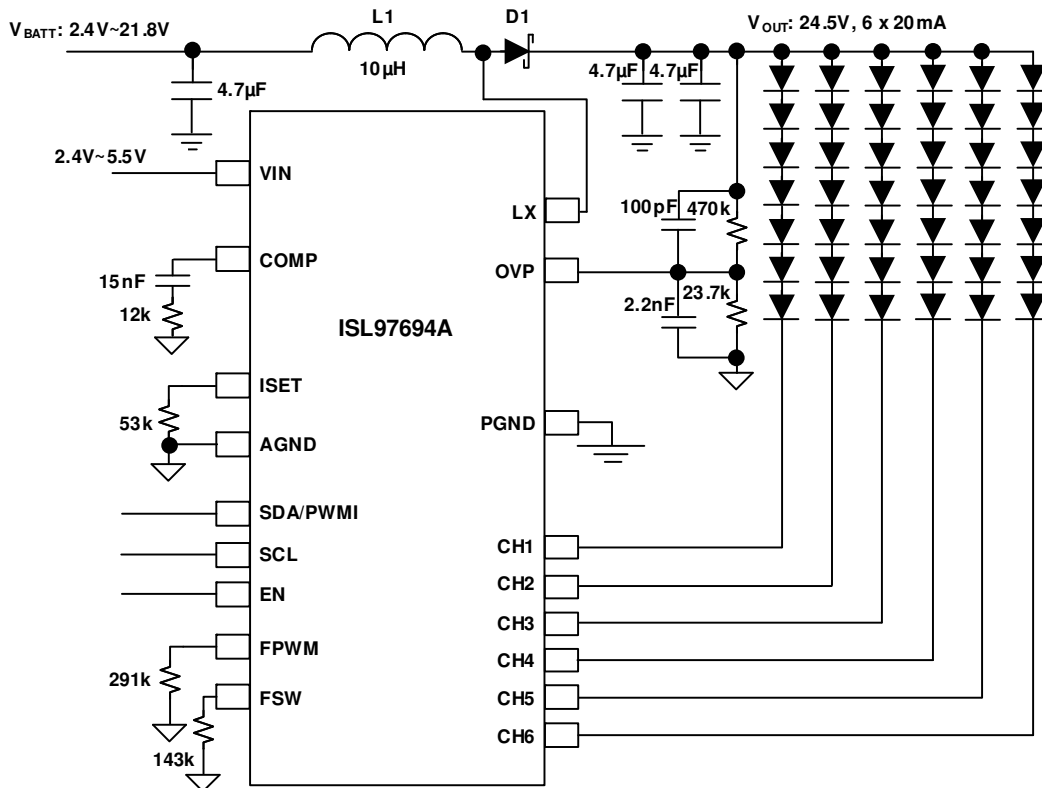 L1
D1
V_BATT: 2.4V~21.8V
V_OUT: 24.5V, 6 x 20mA
10µH
4.7µF
4.7µF 4.7µF
2.4V~5.5V
VIN
LX
100pF 470k
COMP
OVP
15nF
12k
2.2nF 23.7k
ISL97694A
ISET
53k
PGND
AGND
SDA/PWMI
CH1
SCL
CH2
EN
CH3
FPWM
CH4
291k
FSW
CH5
CH6
143k